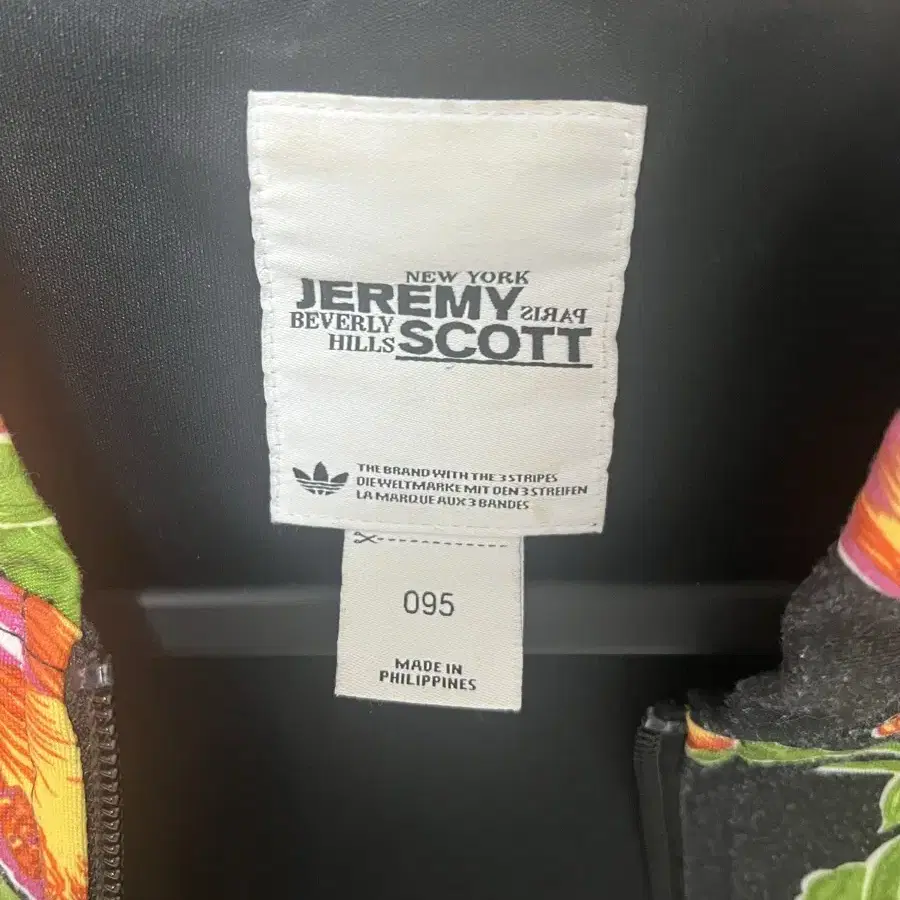 NEW YORK
JEREMY PARIS
BEVERLY
HILLS SCOTT
THE BRAND WITH THE 3 STRIPES
DIE WELTMARKE MIT DEN 3 STREIFEN
LA MARQUE AUX 3 BANDES
095
MADE IN
PHILIPPINES